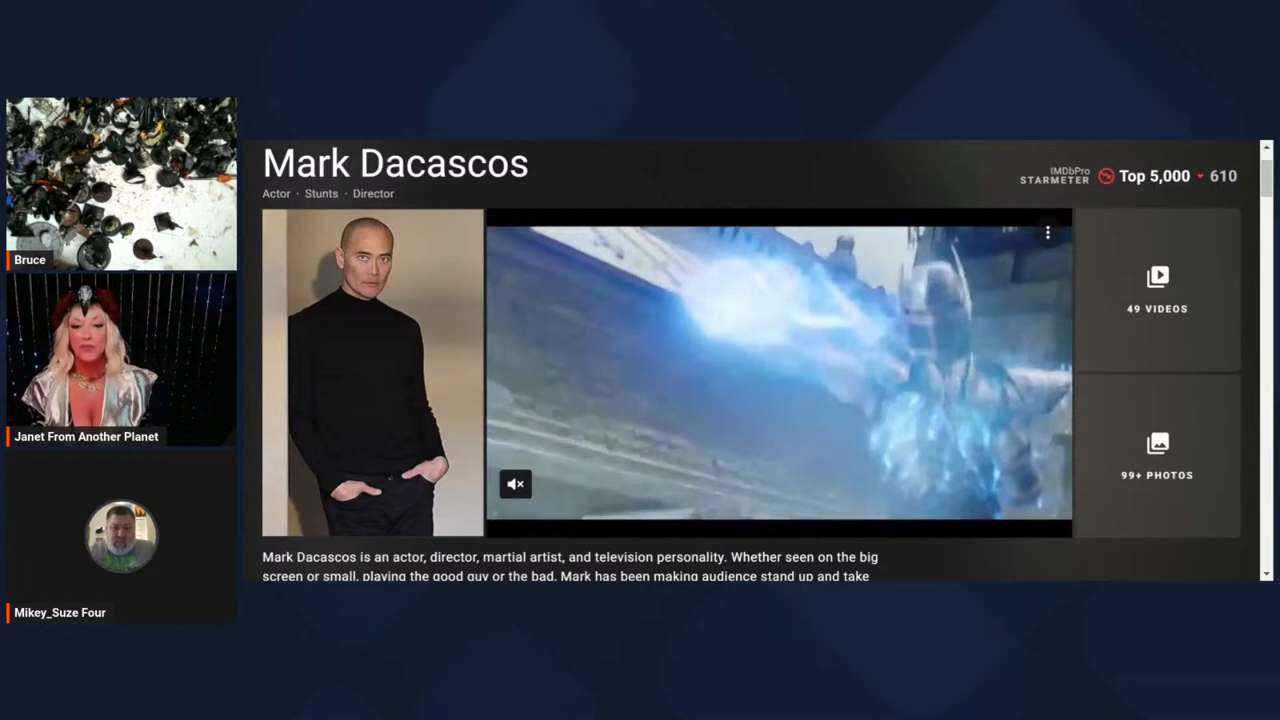 Mark Dacascos
Actor · Stunts · Director
IMDbPro
STARMETER
Top 5,000
610
49 VIDEOS
99+ PHOTOS
Mark Dacascos is an actor, director, martial artist, and television personality. Whether seen on the big
screen or small, playing the good guy or the bad, Mark has been making audience stand up and take
Bruce
Janet From Another Planet
Mikey_Suze Four